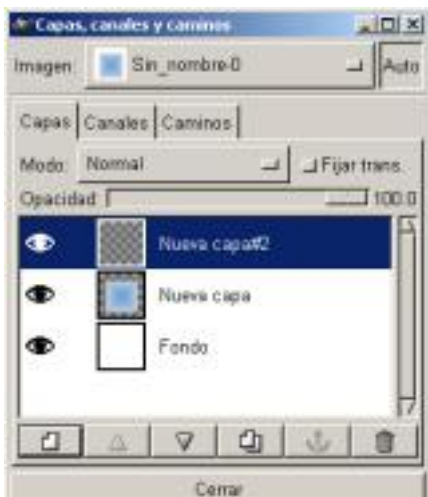 Capas, canales y caminos
Imagen: Sin_nombre-0 Auto
Capas Canales Caminos
Modo: Normal Fijar trans.
Opacidad 100.0
Nueva capa#2
Nueva capa
Fondo
Cerrar